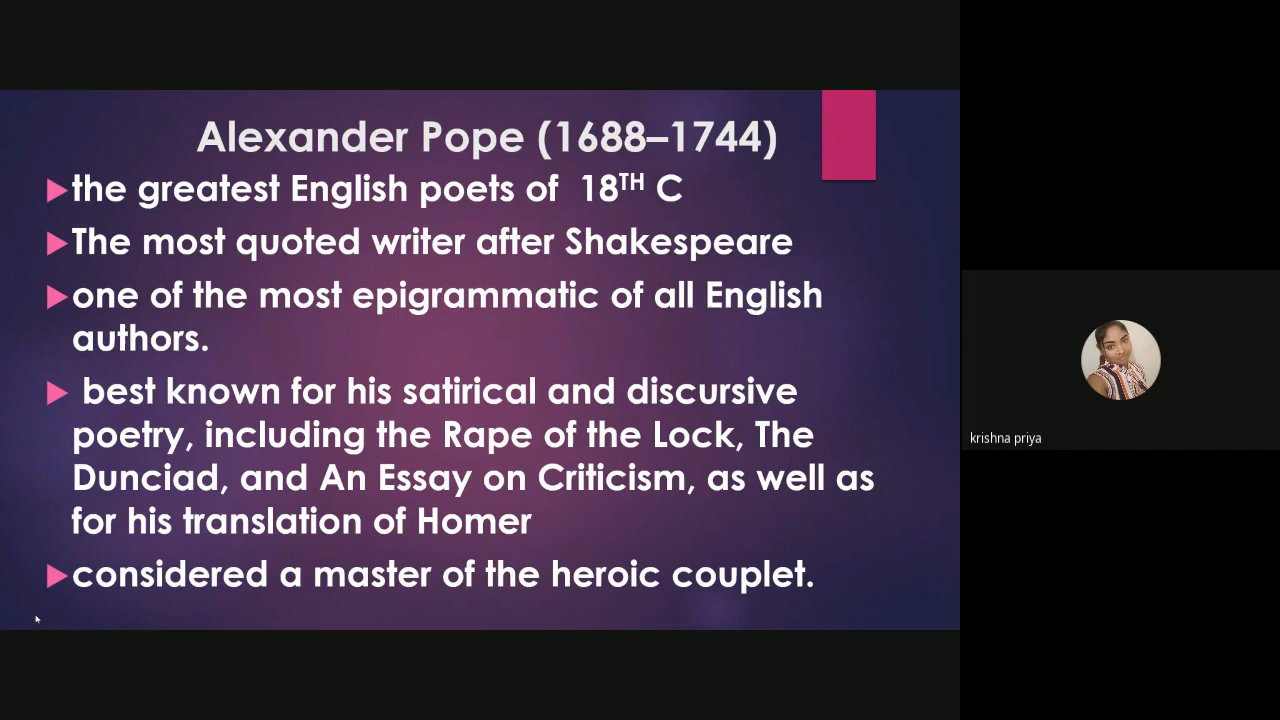 Alexander Pope (1688–1744)
the greatest English poets of 18TH C
The most quoted writer after Shakespeare
one of the most epigrammatic of all English
authors.
best known for his satirical and discursive
poetry, including the Rape of the Lock, The
Dunciad, and An Essay on Criticism, as well as
for his translation of Homer
considered a master of the heroic couplet.
krishna priya